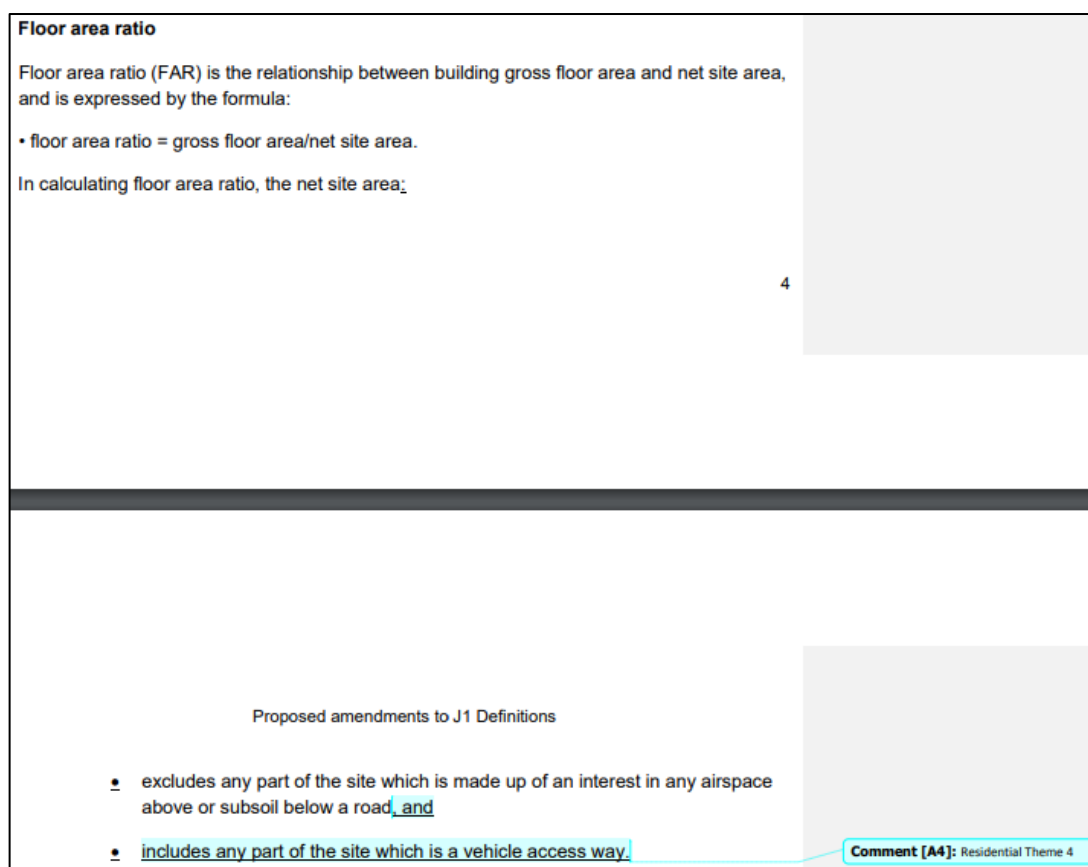 Floor area ratio
Floor area ratio (FAR) is the relationship between building gross floor area and net site area,
and is expressed by the formula:
• floor area ratio = gross floor area/net site area.
In calculating floor area ratio, the net site area:
4
Proposed amendments to J1 Definitions
• excludes any part of the site which is made up of an interest in any airspace
above or subsoil below a road, and
• includes any part of the site which is a vehicle access way.
Comment [A4]: Residential Theme 4